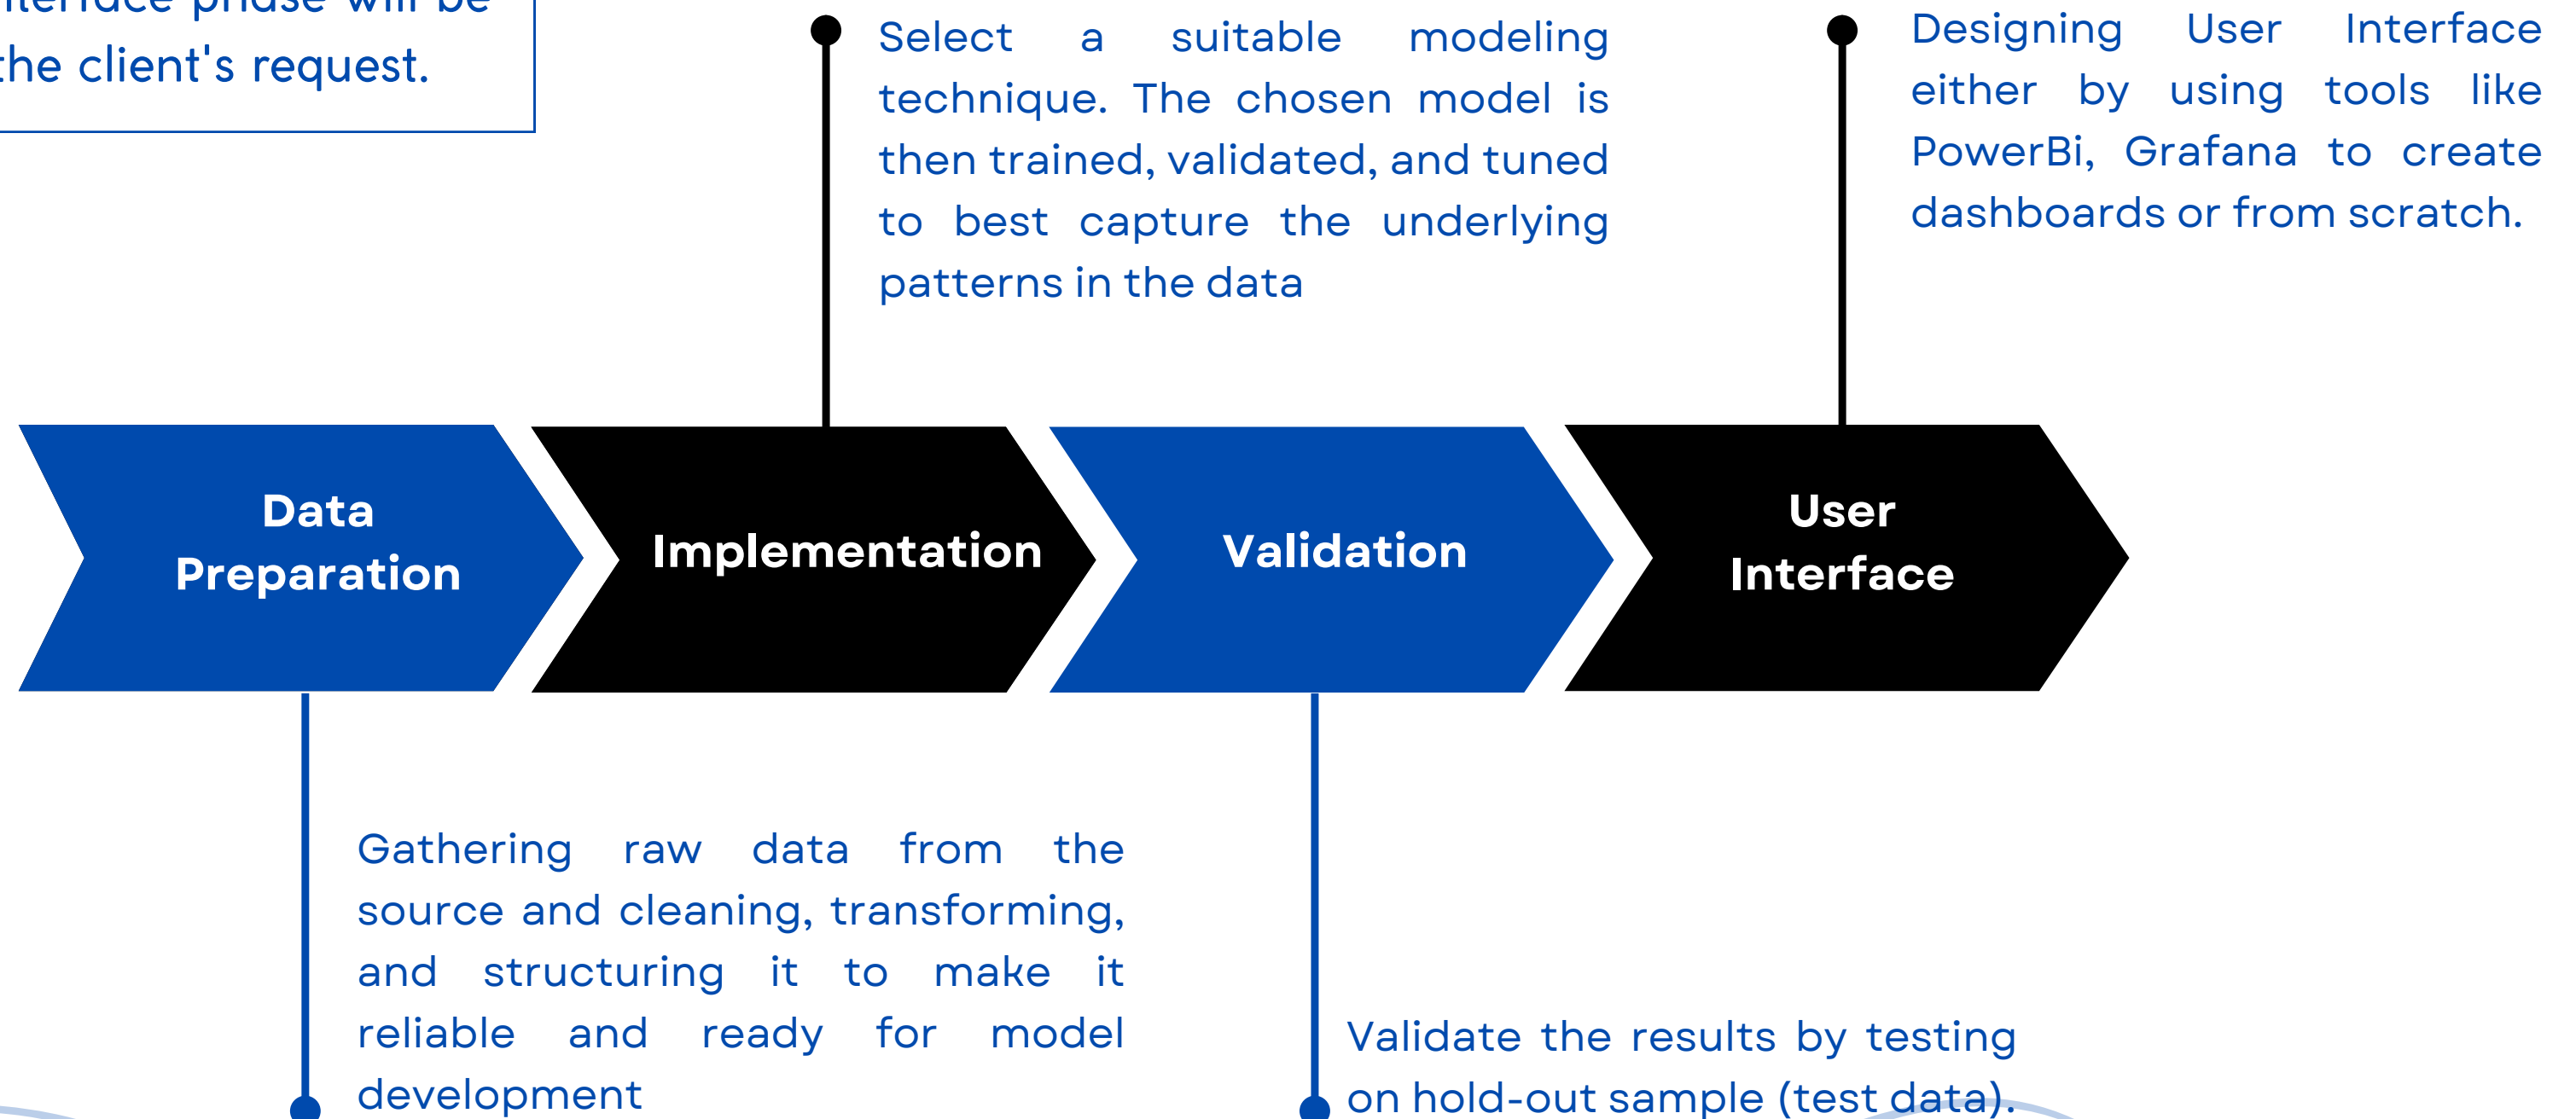 interface phase will be
the client's request.
Select a suitable modeling
technique. The chosen model is
then trained, validated, and tuned
to best capture the underlying
patterns in the data
Designing User Interface
either by using tools like
PowerBi, Grafana to create
dashboards or from scratch.
Data
Preparation
Implementation
Validation
User
Interface
Gathering raw data from the
source and cleaning, transforming,
and structuring it to make it
reliable and ready for model
development
Validate the results by testing
on hold-out sample (test data).